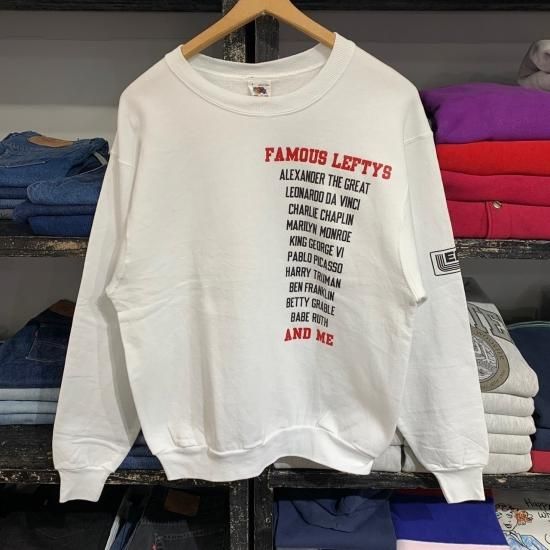 FAMOUS LEFTYS
ALEXANDER THE GREAT
LEONARDO DA VINCI
CHARLIE CHAPLIN
MARILYN MONROE
KING GEORGE VI
PABLO PICASSO
HARRY TRUMAN
BEN FRANKLIN
BETTY GRABLE
BABE RUTH
AND ME